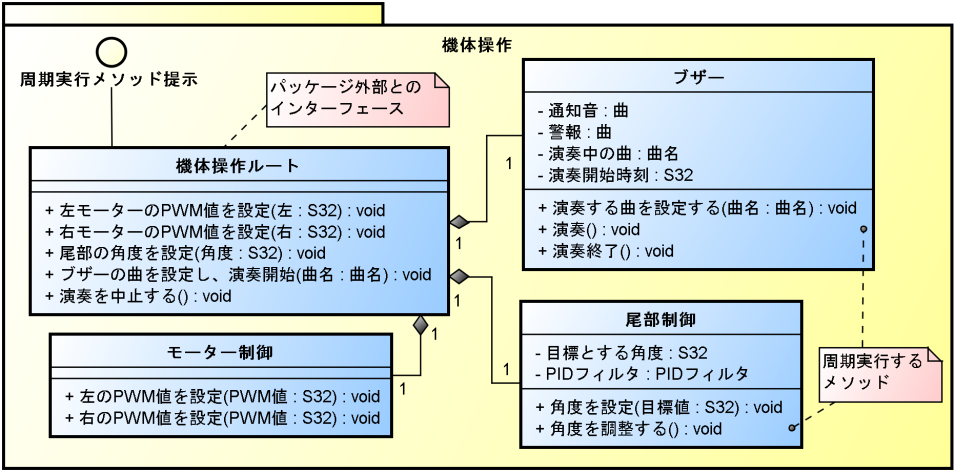 機体操作
周期実行メソッド提示
パッケージ外部との
インターフェース
機体操作ルート
+ 左モーターのPWM値を設定(左 : S32) : void
+ 右モーターのPWM値を設定(右 : S32) : void
+ 尾部の角度を設定(角度 : S32) : void
+ ブザーの曲を設定し、演奏開始(曲名 : 曲名) : void
+ 演奏を中止する() : void
1
1
1
1
1
1
ブザー
- 通知音 : 曲
- 警報 : 曲
- 演奏中の曲 : 曲名
- 演奏開始時刻 : S32
+ 演奏する曲を設定する(曲名 : 曲名) : void
+ 演奏() : void
+ 演奏終了() : void
モーター制御
+ 左のPWM値を設定(PWM値 : S32) : void
+ 右のPWM値を設定(PWM値 : S32) : void
尾部制御
- 目標とする角度 : S32
- PIDフィルタ : PIDフィルタ
+ 角度を設定(目標値 : S32) : void
+ 角度を調整する() : void
周期実行する
メソッド